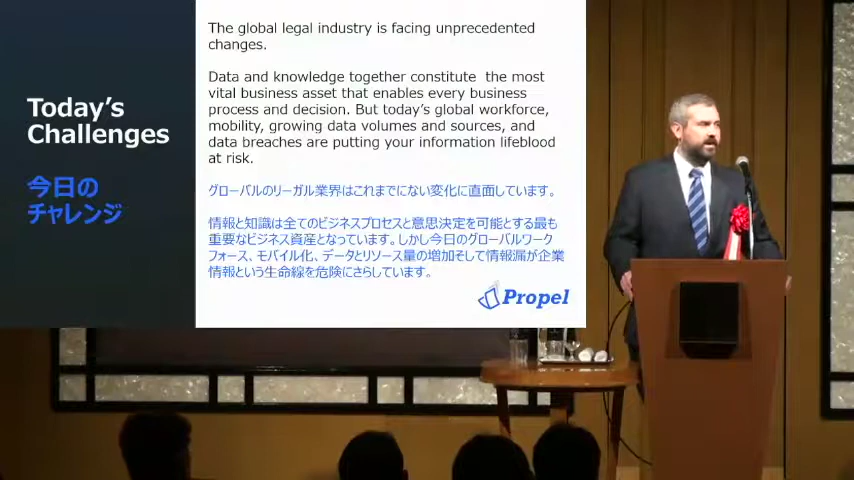 Today's
Challenges
今日の
チャレンジ
The global legal industry is facing unprecedented
changes.
Data and knowledge together constitute the most
vital business asset that enables every business
process and decision. But today's global workforce,
mobility, growing data volumes and sources, and
data breaches are putting your information lifeblood
at risk.
グローバルのリーガル業界はこれまでにない変化に直面しています。
情報と知識は全てのビジネスプロセスと意思決定を可能とする最も
重要なビジネス資産となっています。しかし今日のグローバルワーク
フォース、モバイル化、データとリソース量の増加そして情報漏が企業
情報という生命線を危険にさらしています。
Propel